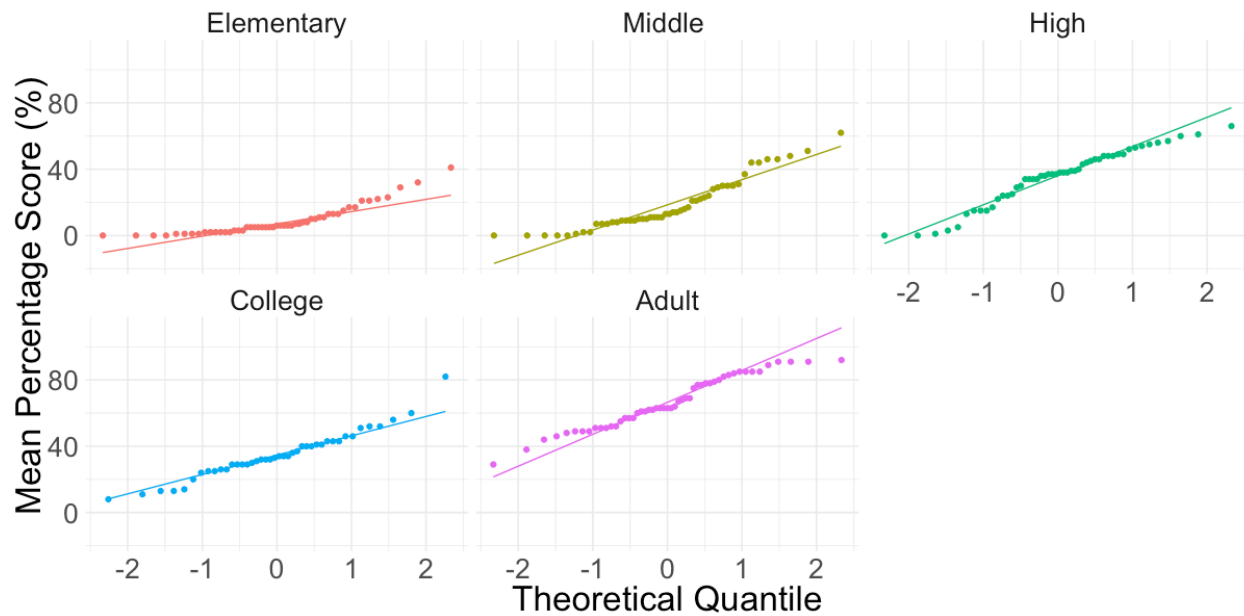 Elementary Middle High
80
40
0
-2 -1 0 1 2
College Adult
80
40
0
-2 -1 0 1 2 -2 -1 0 1 2
Mean Percentage Score (%)
Theoretical Quantile